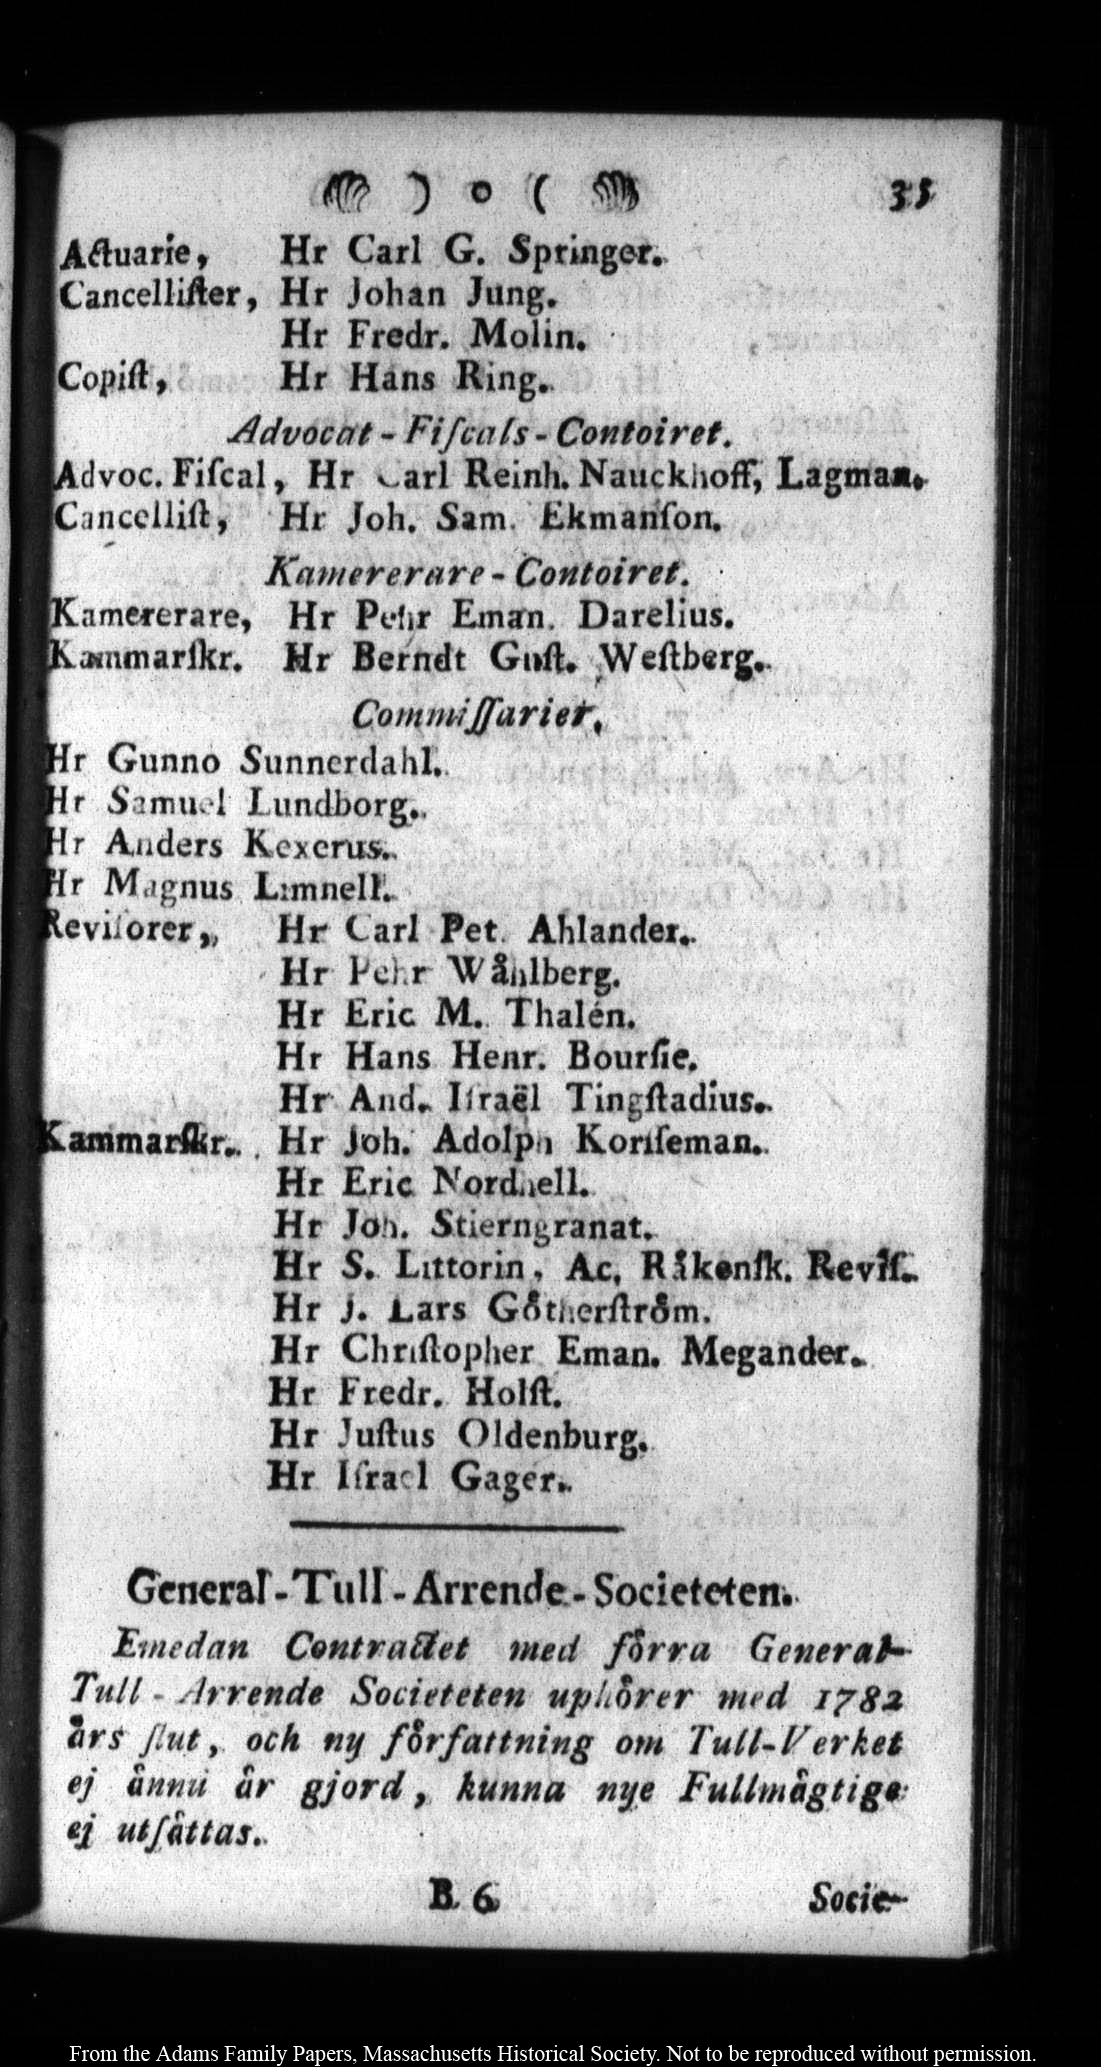 ) o ( 35
Actuarie, Hr Carl G. Springer.
Cancellister, Hr Johan Jung.
Hr Fredr. Molin.
Copist, Hr Hans Ring.
Advocat-Fiſcals-Contoiret.
Advoc. Fiſcal, Hr Carl Reinh. Nauckhoff, Lagman.
Cancelliſt, Hr Joh. Sam. Ekmanſon.
Kamererare-Contoiret.
Kamererare, Hr Pehr Eman. Darelius.
Kammarſkr. Hr Berndt Guſt. Weſtberg.
Commiſſarier.
Hr Gunno Sunnerdahl.
Hr Samuel Lundborg.
Hr Anders Kexerus.
Hr Magnus Limnell.
Reviſorer, Hr Carl Pet. Ahlander.
Hr Pehr Wåhlberg.
Hr Eric M. Thalén.
Hr Hans Henr. Bourſie.
Hr And. Iſraël Tingſtadius.
Kammarſkr. Hr Joh. Adolph Korſſeman.
Hr Eric Nordnell.
Hr Joh. Stierngranat.
Hr S. Littorin, Ac. Råkenſk. Reviſ.
Hr J. Lars Götherſtröm.
Hr Chriſtopher Eman. Megander.
Hr Fredr. Holſt.
Hr Juſtus Oldenburg.
Hr Iſrael Gager.
General-Tull-Arrende-Societeten.
Emedan Contractet med förra General-
Tull-Arrende Societeten uphörer med 1782
års ſlut, och ny författning om Tull-Verket
ej ännu är gjord, kunna nye Fullmägtige
ej utſättas.
B 6 Socie-
From the Adams Family Papers, Massachusetts Historical Society. Not to be reproduced without permission.